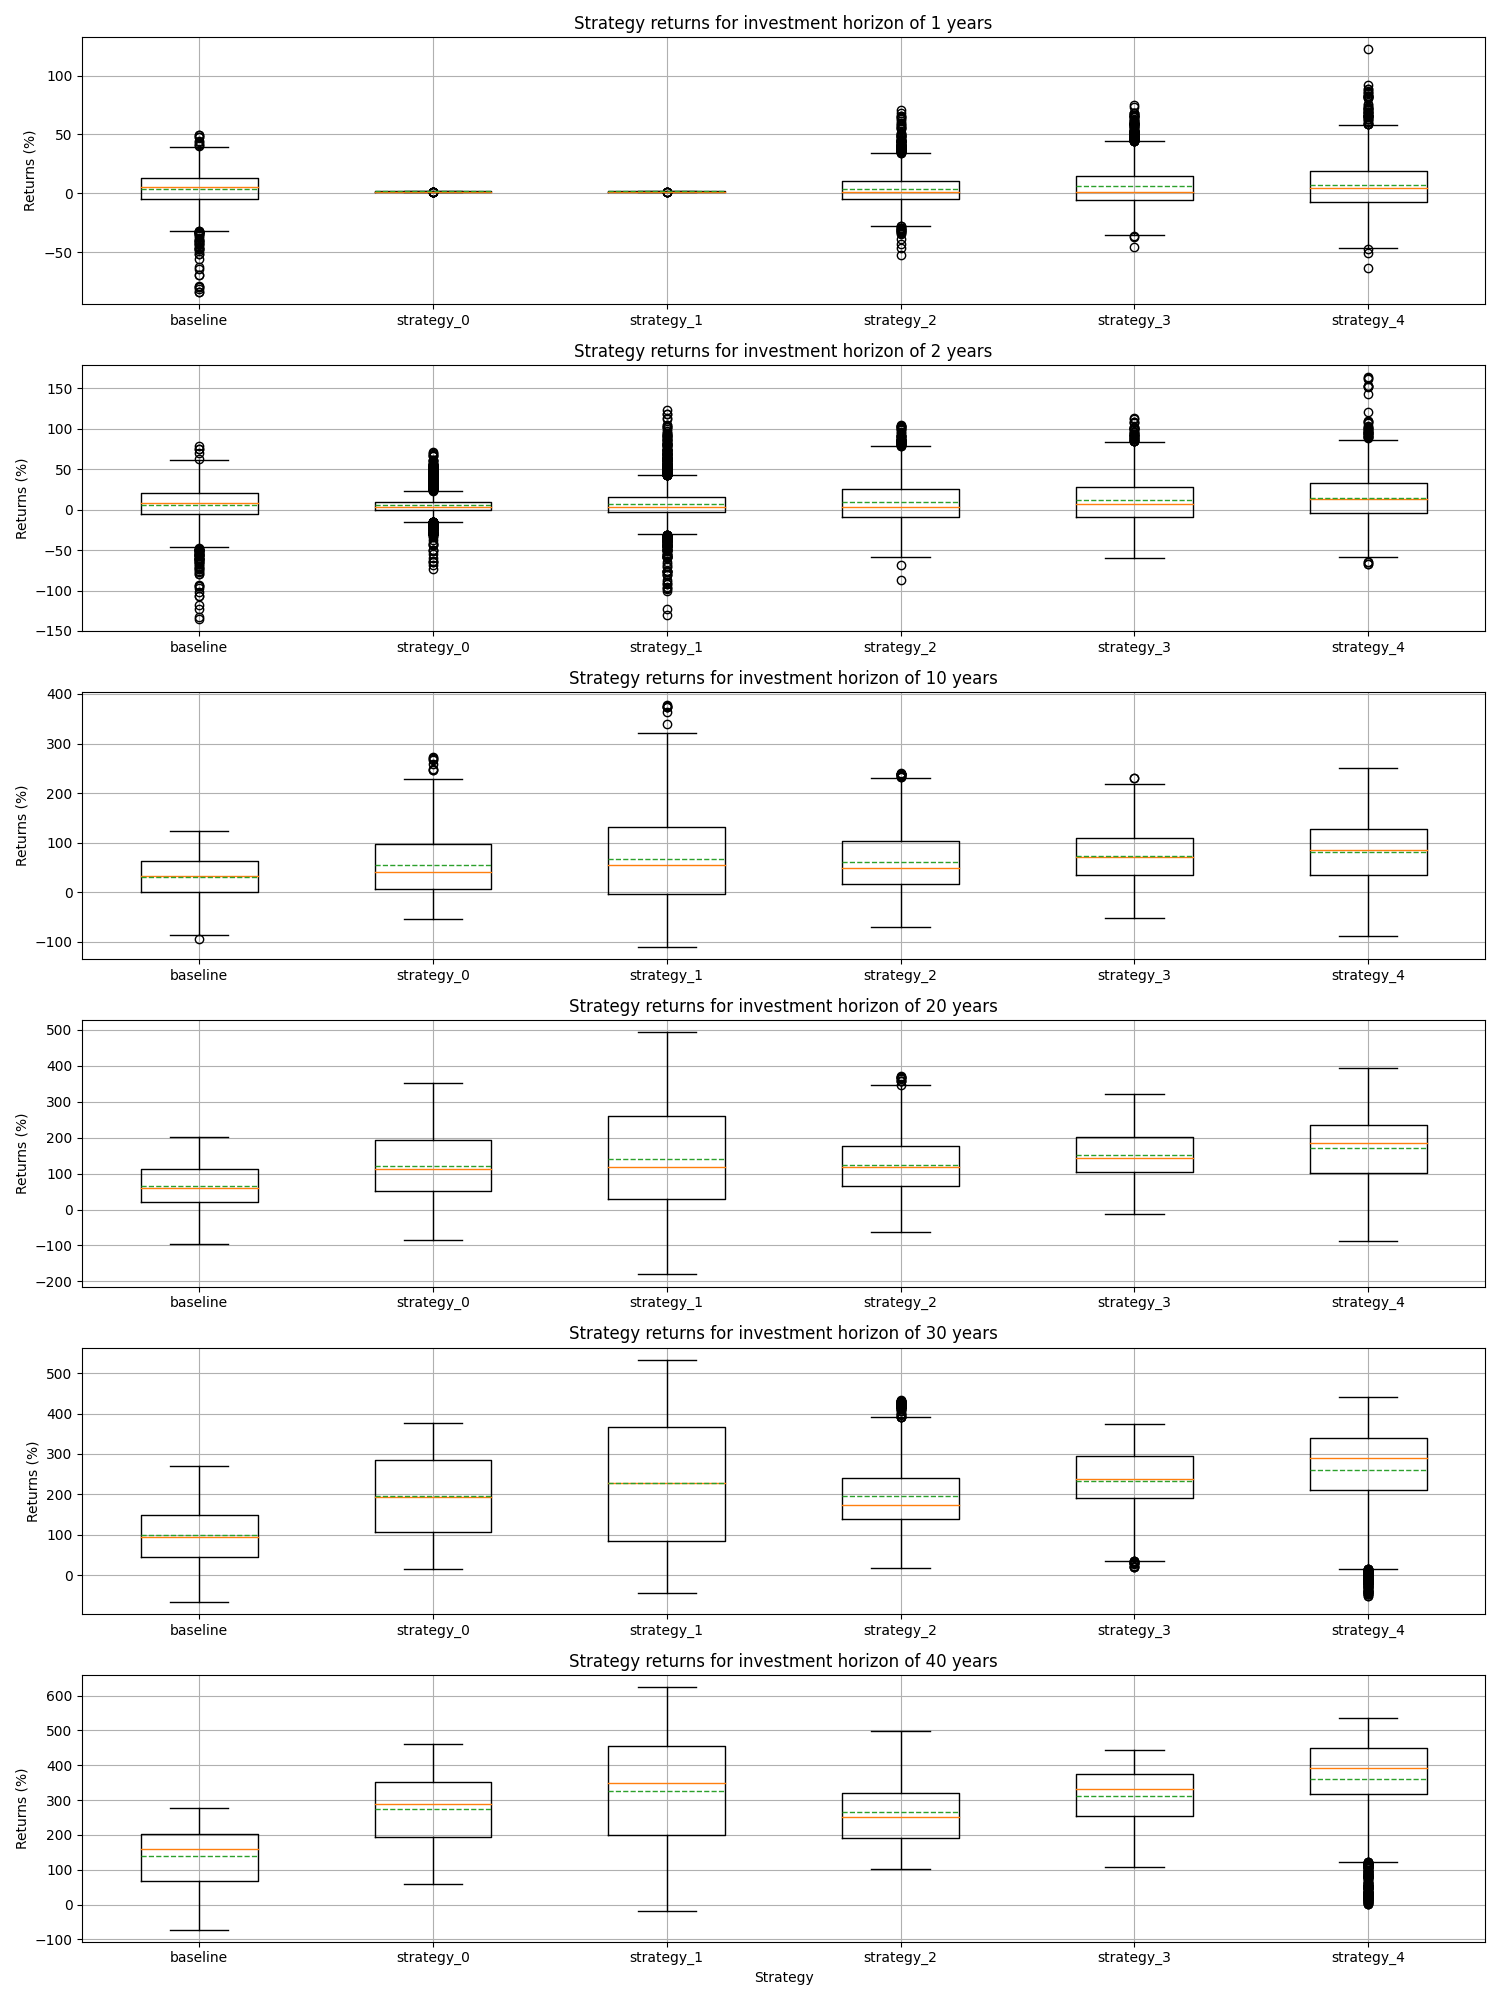 Strategy returns for investment horizon of 1 years
Returns (%)
100
50
0
−50
baseline strategy_0 strategy_1 strategy_2 strategy_3 strategy_4
Strategy returns for investment horizon of 2 years
Returns (%)
150
100
50
0
−50
−100
−150
baseline strategy_0 strategy_1 strategy_2 strategy_3 strategy_4
Strategy returns for investment horizon of 10 years
Returns (%)
400
300
200
100
0
−100
baseline strategy_0 strategy_1 strategy_2 strategy_3 strategy_4
Strategy returns for investment horizon of 20 years
Returns (%)
500
400
300
200
100
0
−100
−200
baseline strategy_0 strategy_1 strategy_2 strategy_3 strategy_4
Strategy returns for investment horizon of 30 years
Returns (%)
500
400
300
200
100
0
baseline strategy_0 strategy_1 strategy_2 strategy_3 strategy_4
Strategy returns for investment horizon of 40 years
Returns (%)
600
500
400
300
200
100
0
−100
baseline strategy_0 strategy_1 strategy_2 strategy_3 strategy_4
Strategy